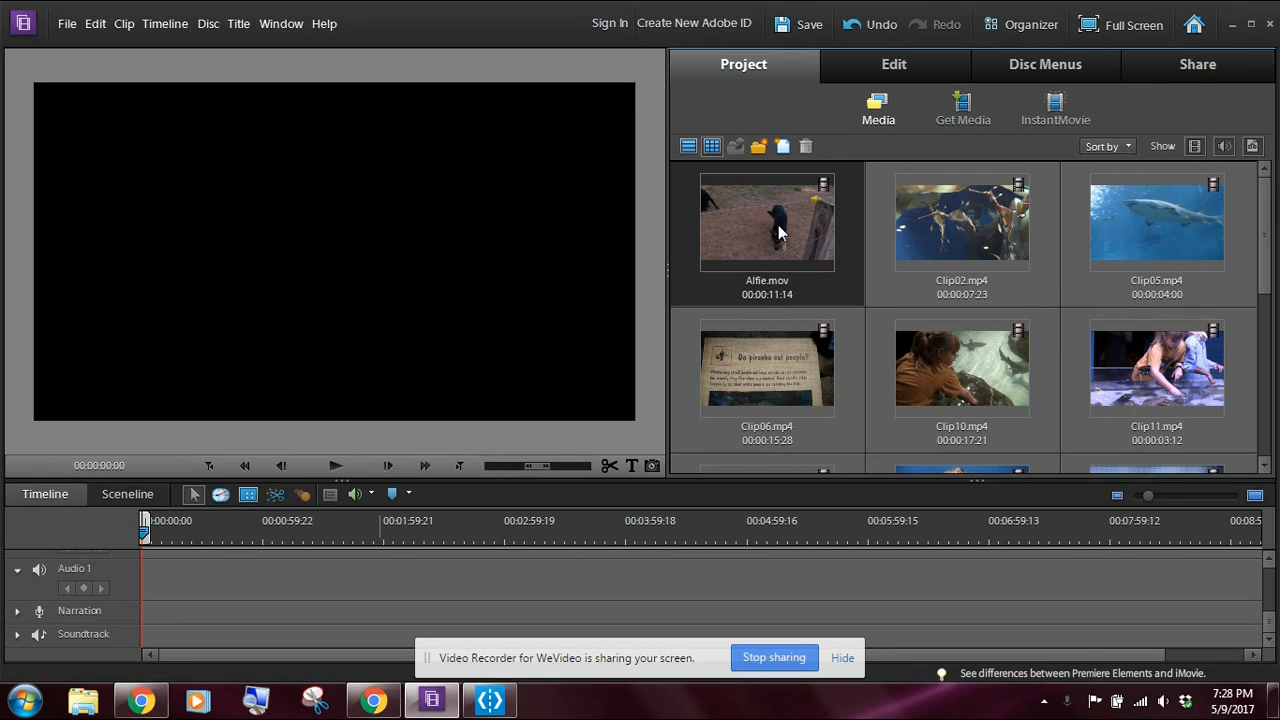 File Edit Clip Timeline Disc Title Window Help Sign In Create New Adobe ID Save Undo Redo Organizer Full Screen
Project Edit Disc Menus Share
Media Get Media InstantMovie
Sort by Show
Alfie.mov Clip02.mp4 Clip05.mp4
00:00:11:14 00:00:07:23 00:00:04:00
Do piranha eat people?
Clip06.mp4 Clip10.mp4 Clip11.mp4
00:00:15:28 00:00:17:21 00:00:03:12
00:00:00:00
T
Timeline Sceneline
:00:00:00 00:00:59:22 00:01:59:21 00:02:59:19 00:03:59:18 00:04:59:16 00:05:59:15 00:06:59:13 00:07:59:12 00:08:5
Audio 1
Narration
Soundtrack
Video Recorder for WeVideo is sharing your screen. Stop sharing Hide
See differences between Premiere Elements and iMovie.
7:28 PM
5/9/2017